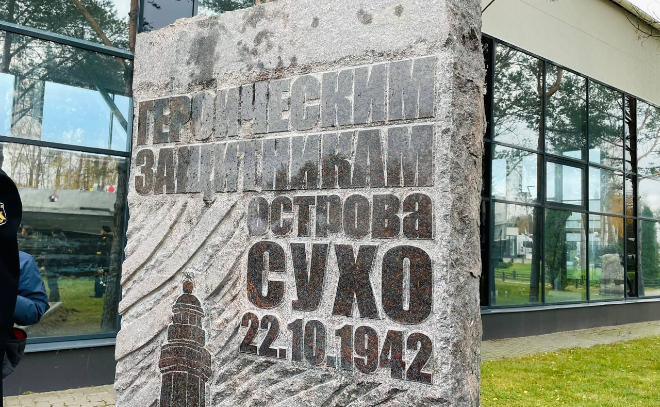 ГЕРОИЧЕСКИМ
ЗАЩИТНИКАМ
ОСТРОВА
СУХО
22.10.1942